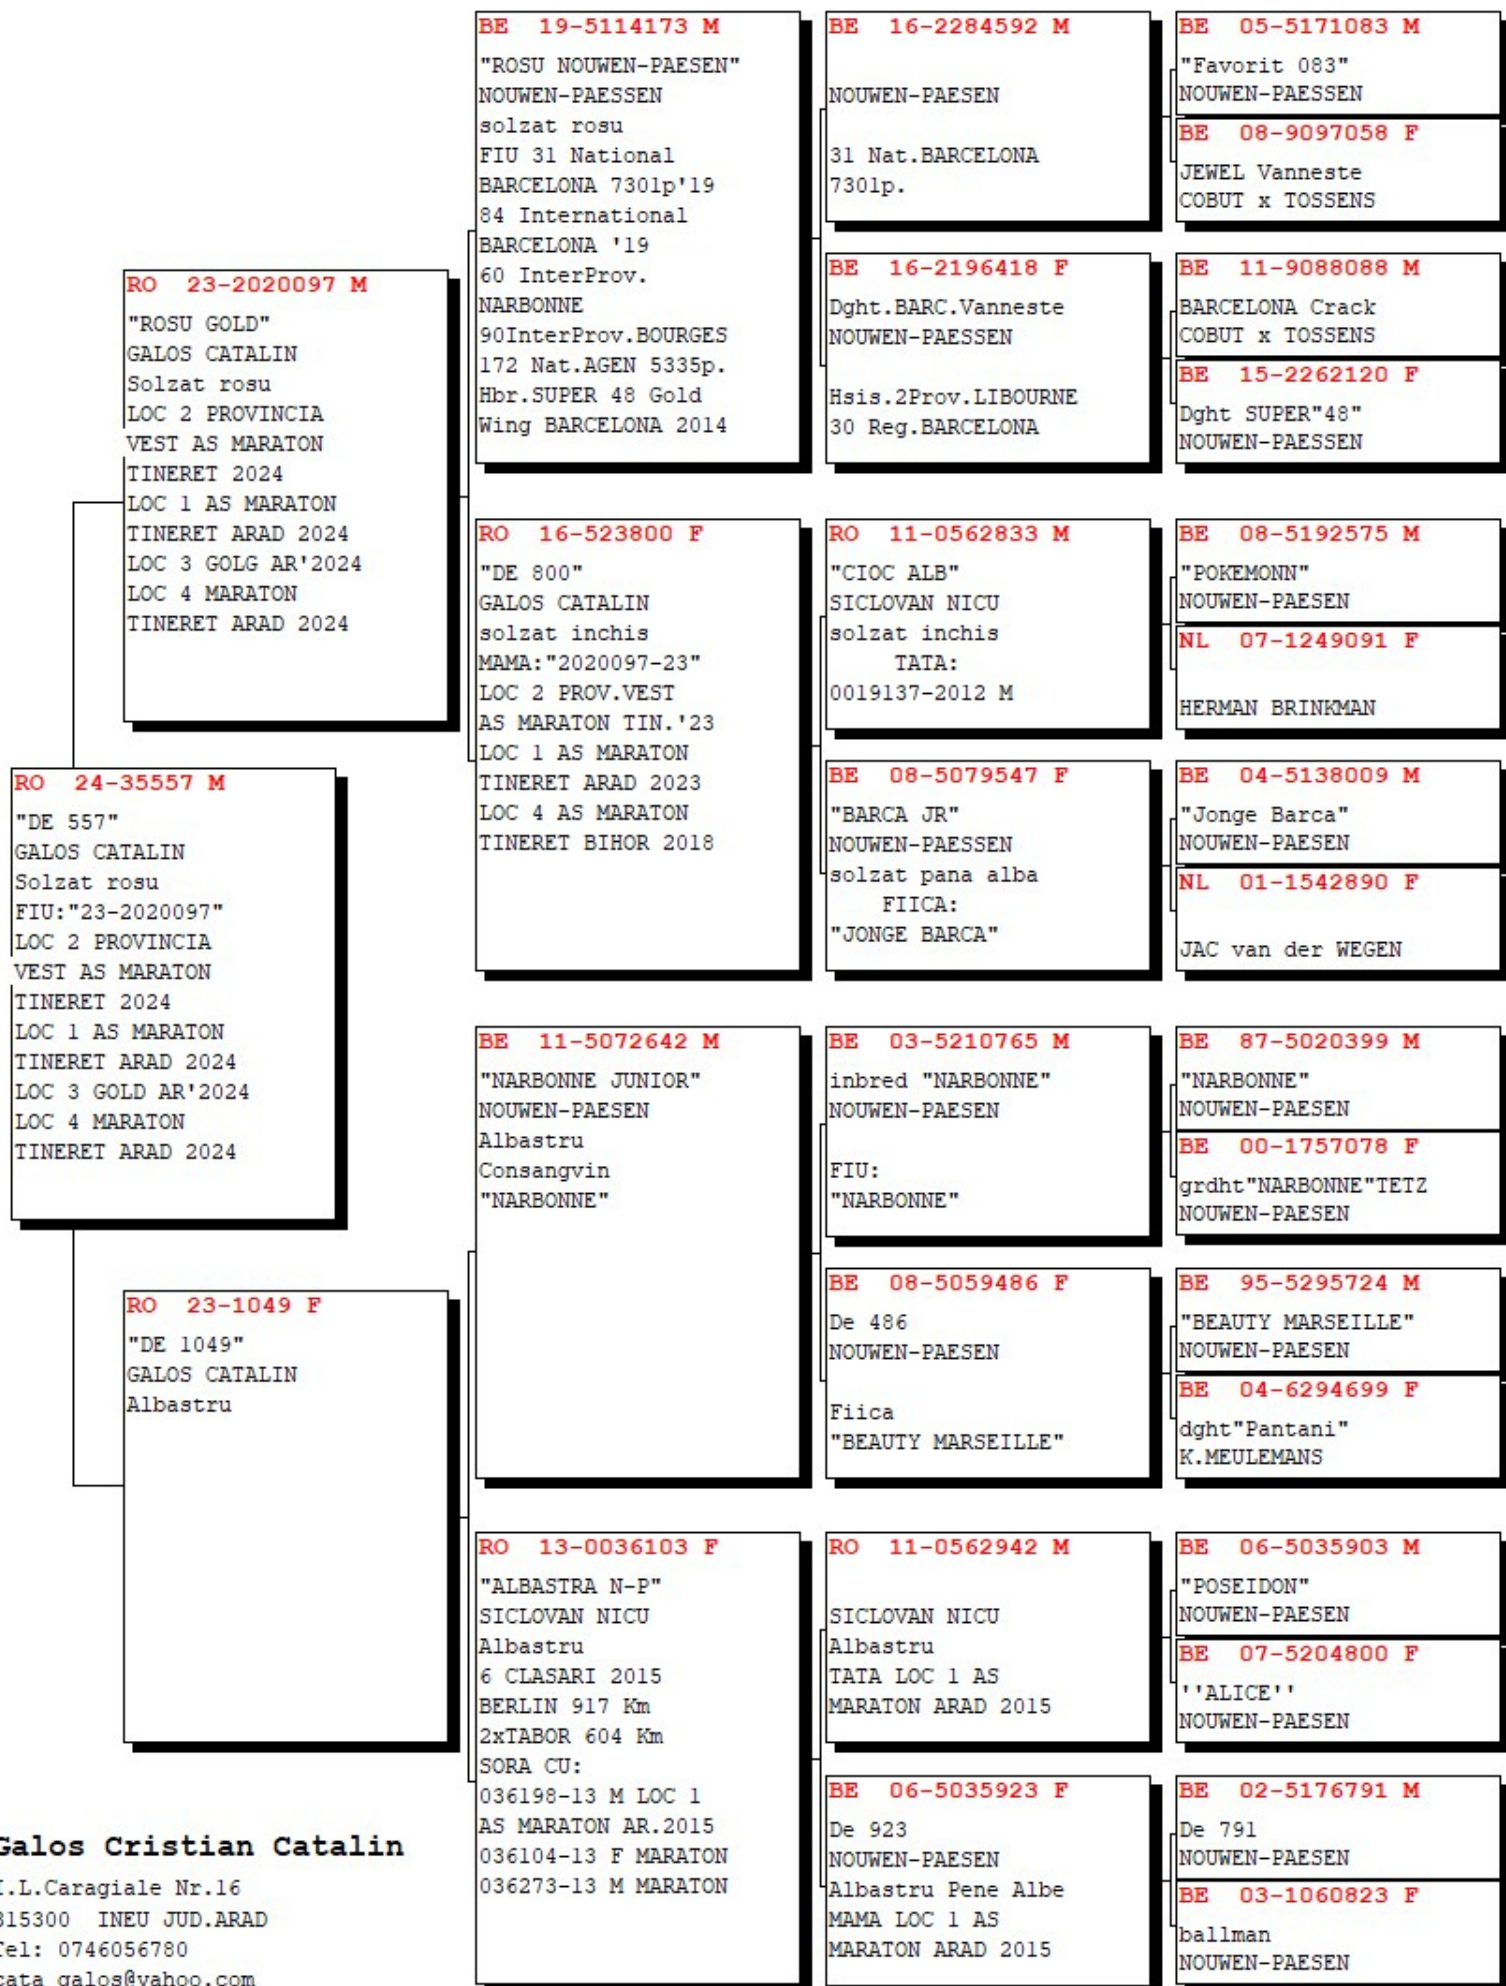 RO 24-35557 M
"DE 557"
GALOS CATALIN
Solzat rosu
FIU:"23-2020097"
LOC 2 PROVINCIA
VEST AS MARATON
TINERET 2024
LOC 1 AS MARATON
TINERET ARAD 2024
LOC 3 GOLD AR'2024
LOC 4 MARATON
TINERET ARAD 2024
RO 23-2020097 M
"ROSU GOLD"
GALOS CATALIN
Solzat rosu
LOC 2 PROVINCIA
VEST AS MARATON
TINERET 2024
LOC 1 AS MARATON
TINERET ARAD 2024
LOC 3 GOLG AR'2024
LOC 4 MARATON
TINERET ARAD 2024
RO 23-1049 F
"DE 1049"
GALOS CATALIN
Albastru
BE 19-5114173 M
"ROSU NOUWEN-PAESEN"
NOUWEN-PAESSEN
solzat rosu
FIU 31 National
BARCELONA 7301p'19
84 International
BARCELONA '19
60 InterProv.
NARBONNE
90InterProv.BOURGES
172 Nat.AGEN 5335p.
Hbr.SUPER 48 Gold
Wing BARCELONA 2014
RO 16-523800 F
"DE 800"
GALOS CATALIN
solzat inchis
MAMA:"2020097-23"
LOC 2 PROV.VEST
AS MARATON TIN.'23
LOC 1 AS MARATON
TINERET ARAD 2023
LOC 4 AS MARATON
TINERET BIHOR 2018
BE 11-5072642 M
"NARBONNE JUNIOR"
NOUWEN-PAESEN
Albastru
Consangvin
"NARBONNE"
RO 13-0036103 F
"ALBASTRA N-P"
SICLOVAN NICU
Albastru
6 CLASARI 2015
BERLIN 917 Km
2xTABOR 604 Km
SORA CU:
036198-13 M LOC 1
AS MARATON AR.2015
036104-13 F MARATON
036273-13 M MARATON
BE 16-2284592 M
NOUWEN-PAESEN
31 Nat.BARCELONA
7301p.
BE 16-2196418 F
Dght.BARC.Vanneste
NOUWEN-PAESSEN
Hsis.2Prov.LIBOURNE
30 Reg.BARCELONA
RO 11-0562833 M
"CIOC ALB"
SICLOVAN NICU
solzat inchis
TATA:
0019137-2012 M
BE 08-5079547 F
"BARCA JR"
NOUWEN-PAESSEN
solzat pana alba
FIICA:
"JONGE BARCA"
BE 03-5210765 M
inbred "NARBONNE"
NOUWEN-PAESEN
FIU:
"NARBONNE"
BE 08-5059486 F
De 486
NOUWEN-PAESEN
Fiica
"BEAUTY MARSEILLE"
RO 11-0562942 M
SICLOVAN NICU
Albastru
TATA LOC 1 AS
MARATON ARAD 2015
BE 06-5035923 F
De 923
NOUWEN-PAESEN
Albastru Pene Albe
MAMA LOC 1 AS
MARATON ARAD 2015
BE 05-5171083 M
"Favorit 083"
NOUWEN-PAESSEN
BE 08-9097058 F
JEWEL Vanneste
COBUT x TOSSENS
BE 11-9088088 M
BARCELONA Crack
COBUT x TOSSENS
BE 15-2262120 F
Dght SUPER"48"
NOUWEN-PAESSEN
BE 08-5192575 M
"POKEMONN"
NOUWEN-PAESEN
NL 07-1249091 F
HERMAN BRINKMAN
BE 04-5138009 M
"Jonge Barca"
NOUWEN-PAESEN
NL 01-1542890 F
JAC van der WEGEN
BE 87-5020399 M
"NARBONNE"
NOUWEN-PAESEN
BE 00-1757078 F
grdht"NARBONNE"TETZ
NOUWEN-PAESEN
BE 95-5295724 M
"BEAUTY MARSEILLE"
NOUWEN-PAESEN
BE 04-6294699 F
dght"Pantani"
K.MEULEMANS
BE 06-5035903 M
"POSEIDON"
NOUWEN-PAESEN
BE 07-5204800 F
''ALICE''
NOUWEN-PAESEN
BE 02-5176791 M
De 791
NOUWEN-PAESEN
BE 03-1060823 F
ballman
NOUWEN-PAESEN
Galos Cristian Catalin
I.L.Caragiale Nr.16
315300 INEU JUD.ARAD
Tel: 0746056780
cata_galos@yahoo.com